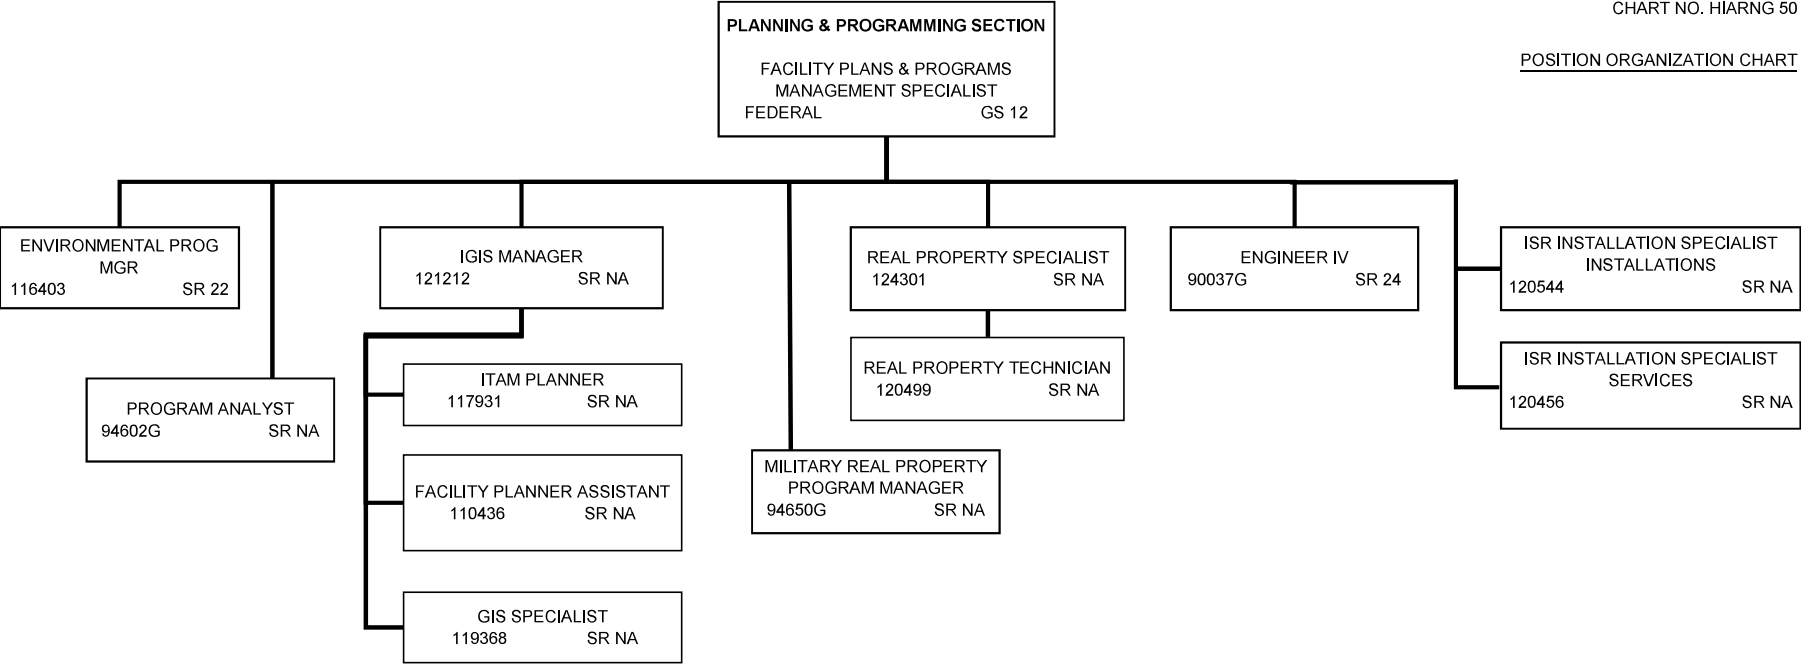 CHART NO. HIARNG 50
POSITION ORGANIZATION CHART
PLANNING & PROGRAMMING SECTION
FACILITY PLANS & PROGRAMS
MANAGEMENT SPECIALIST
FEDERAL GS 12
ENVIRONMENTAL PROG
MGR
116403 SR 22
PROGRAM ANALYST
94602G SR NA
IGIS MANAGER
121212 SR NA
ITAM PLANNER
117931 SR NA
FACILITY PLANNER ASSISTANT
110436 SR NA
GIS SPECIALIST
119368 SR NA
MILITARY REAL PROPERTY
PROGRAM MANAGER
94650G SR NA
REAL PROPERTY SPECIALIST
124301 SR NA
REAL PROPERTY TECHNICIAN
120499 SR NA
ENGINEER IV
90037G SR 24
ISR INSTALLATION SPECIALIST
INSTALLATIONS
120544 SR NA
ISR INSTALLATION SPECIALIST
SERVICES
120456 SR NA